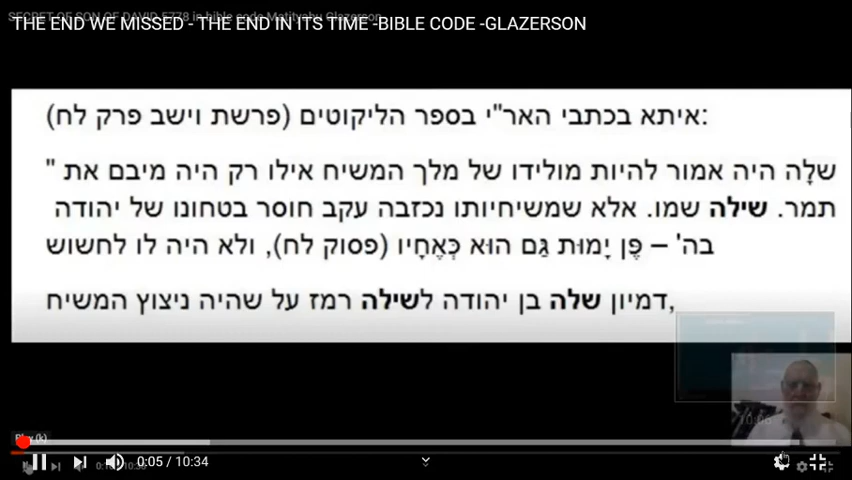 THE END WE MISSED - THE END IN ITS TIME -BIBLE CODE -GLAZERSON
איתא בכתבי האר"י בספר הליקוטים (פרשת וישב פרק לח):
שלָה היה אמור להיות מולידו של מלך המשיח אילו רק היה מיבם את "
תמר. שילה שמו. אלא שמשיחיותו נכזבה עקב חוסר בטחונו של יהודה
בה' – פֶּן יָמוּת גַּם הוּא כְּאֶחָיו (פסוק לח), ולא היה לו לחשוש
דמיון שלה בן יהודה לשילה רמז על שהיה ניצוץ המשיח,
Play (k)
0:05 / 10:34